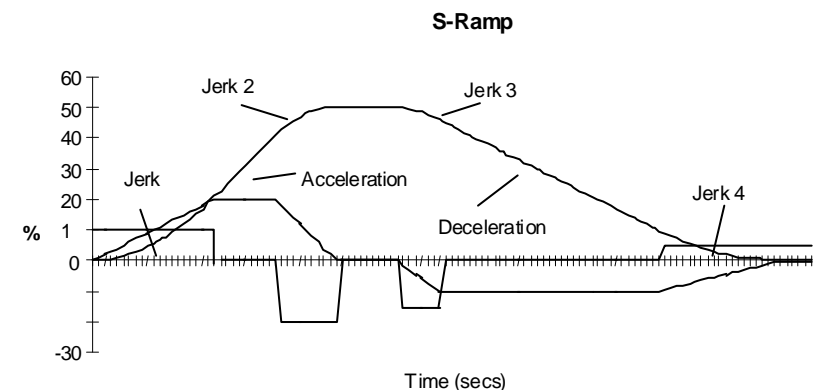 S-Ramp
60
50
40
30
20
1
0
-30
%
Jerk 2
Jerk 3
Jerk
Acceleration
Deceleration
Jerk 4
Time (secs)